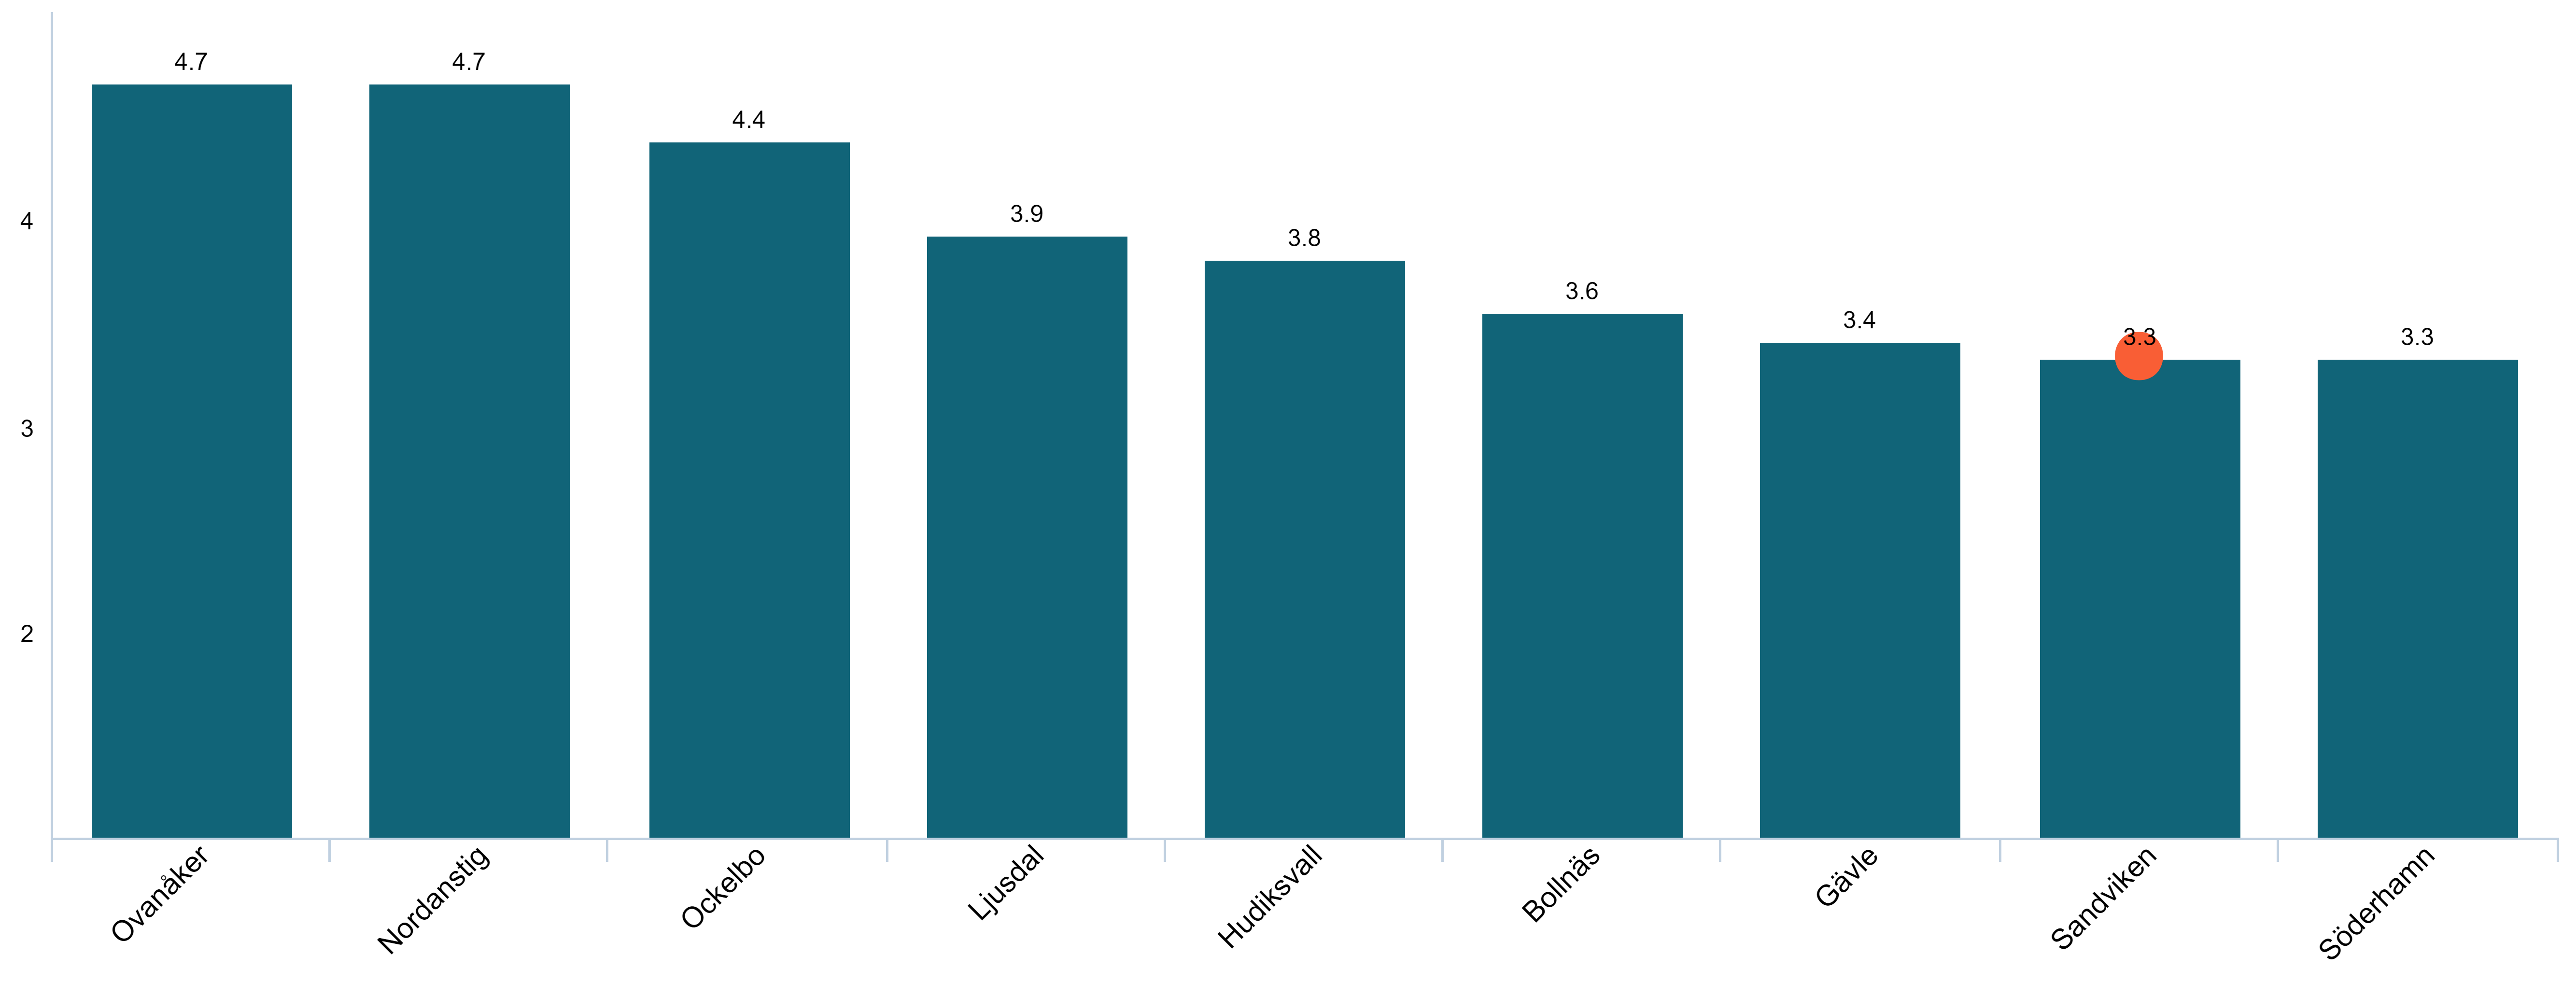 4.7
4.7
4.4
3.9
3.8
3.6
3.4
3.3
3.3
4
3
2
Ovanåker
Nordanstig
Ockelbo
Ljusdal
Hudiksvall
Bollnäs
Gävle
Sandviken
Söderhamn